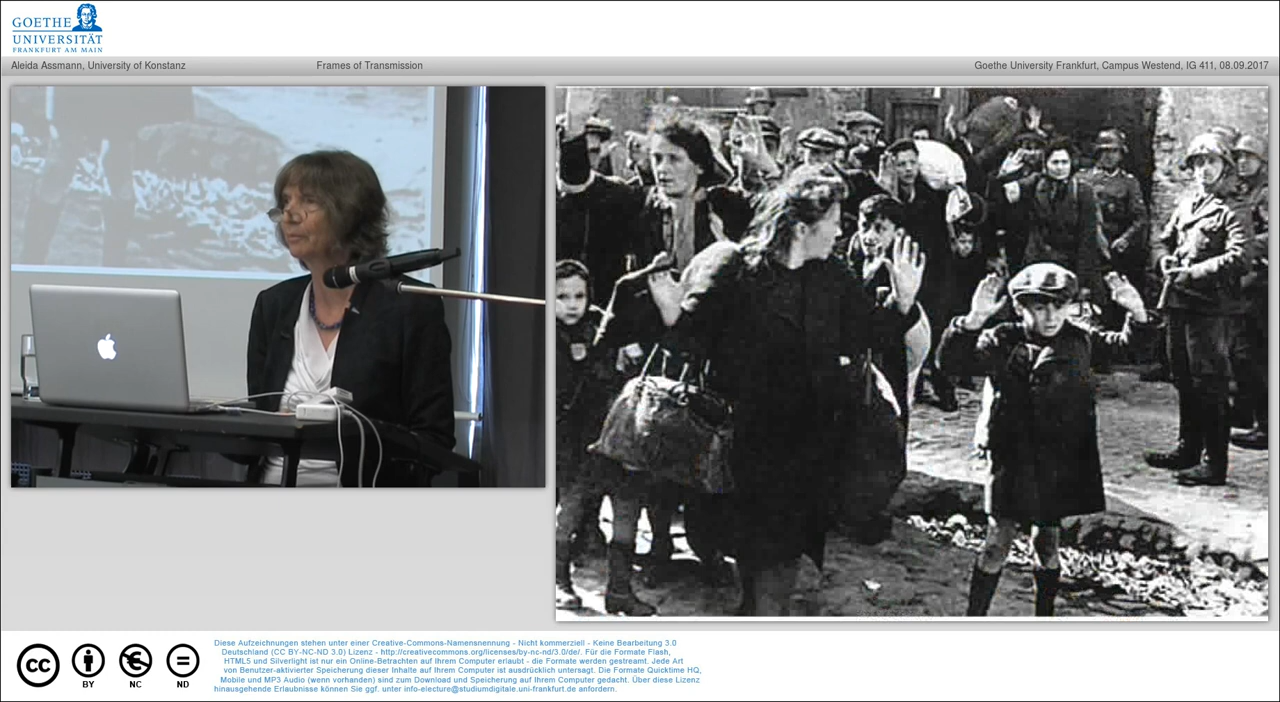 GOETHE
UNIVERSITÄT
FRANKFURT AM MAIN
Aleida Assmann, University of Konstanz
Frames of Transmission
Goethe University Frankfurt, Campus Westend, IG 411, 08.09.2017
cc
BY
NC
ND
Diese Aufzeichnungen stehen unter einer Creative-Commons-Namensnennung - Nicht kommerziell - Keine Bearbeitung 3.0
Deutschland (CC BY-NC-ND 3.0) Lizenz - http://creativecommons.org/licenses/by-nc-nd/3.0/de/. Für die Formate Flash,
HTML5 und Silverlight ist nur ein Online-Betrachten auf Ihrem Computer erlaubt - die Formate werden gestreamt. Jede Art
von Benutzer-aktivierter Speicherung dieser Inhalte auf Ihrem Computer ist ausdrücklich untersagt. Die Formate Quicktime HQ,
Mobile und MP3 Audio (wenn vorhanden) sind zum Download und Speicherung auf Ihrem Computer gedacht. Über diese Lizenz
hinausgehende Erlaubnisse können Sie ggf. unter info-electure@studiumdigitale.uni-frankfurt.de anfordern.